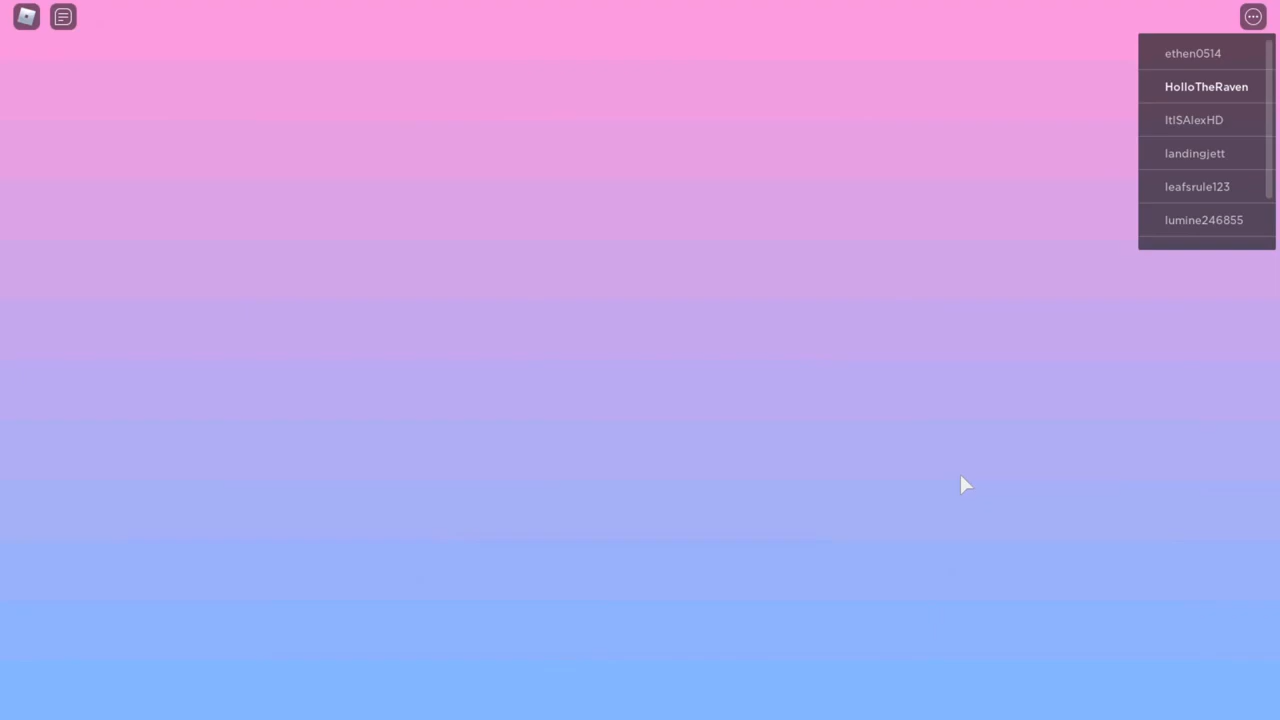 ethen0514
HolloTheRaven
ItISAlexHD
landingjett
leafsrule123
lumine246855